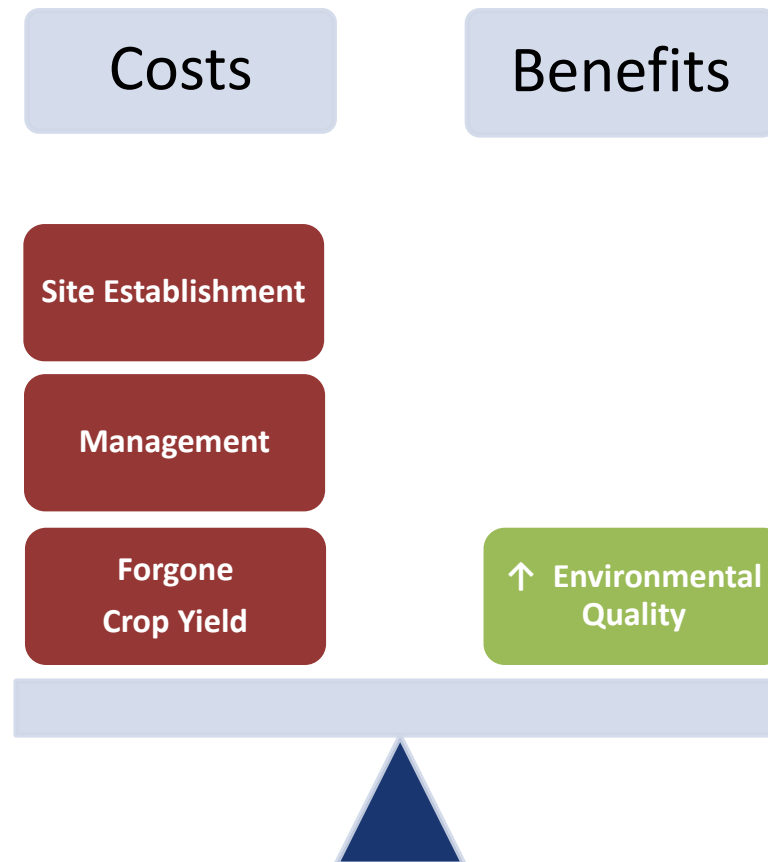 Costs
Benefits
Site Establishment
Management
Forgone
Crop Yield
↑ Environmental
Quality